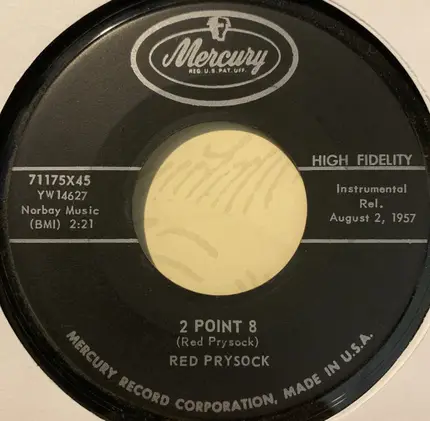 Mercury
REG. U.S. PAT. OFF.
HIGH FIDELITY
71175X45
YW14627
Norbay Music
(BMI) 2:21
Instrumental
Rel.
August 2, 1957
2 POINT 8
(Red Prysock)
RED PRYSOCK
MERCURY RECORD CORPORATION, MADE IN U.S.A.